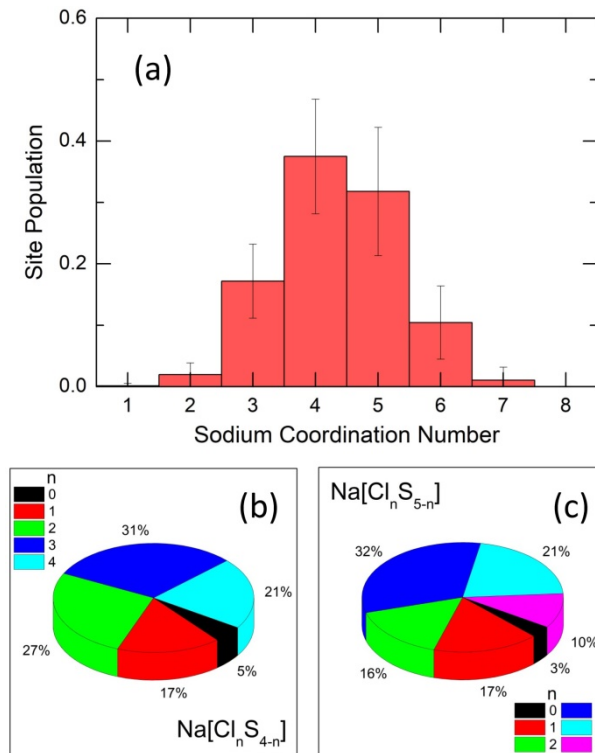 (a)
Site Population
0.6
0.4
0.2
0.0
1 2 3 4 5 6 7 8
Sodium Coordination Number
(b)
n
0
1
2
3
4
31%
21%
27%
17%
5%
Na[ClₙS₄₋ₙ]
(c)
Na[ClₙS₅₋ₙ]
32%
21%
10%
3%
16%
17%
n
0
1
2